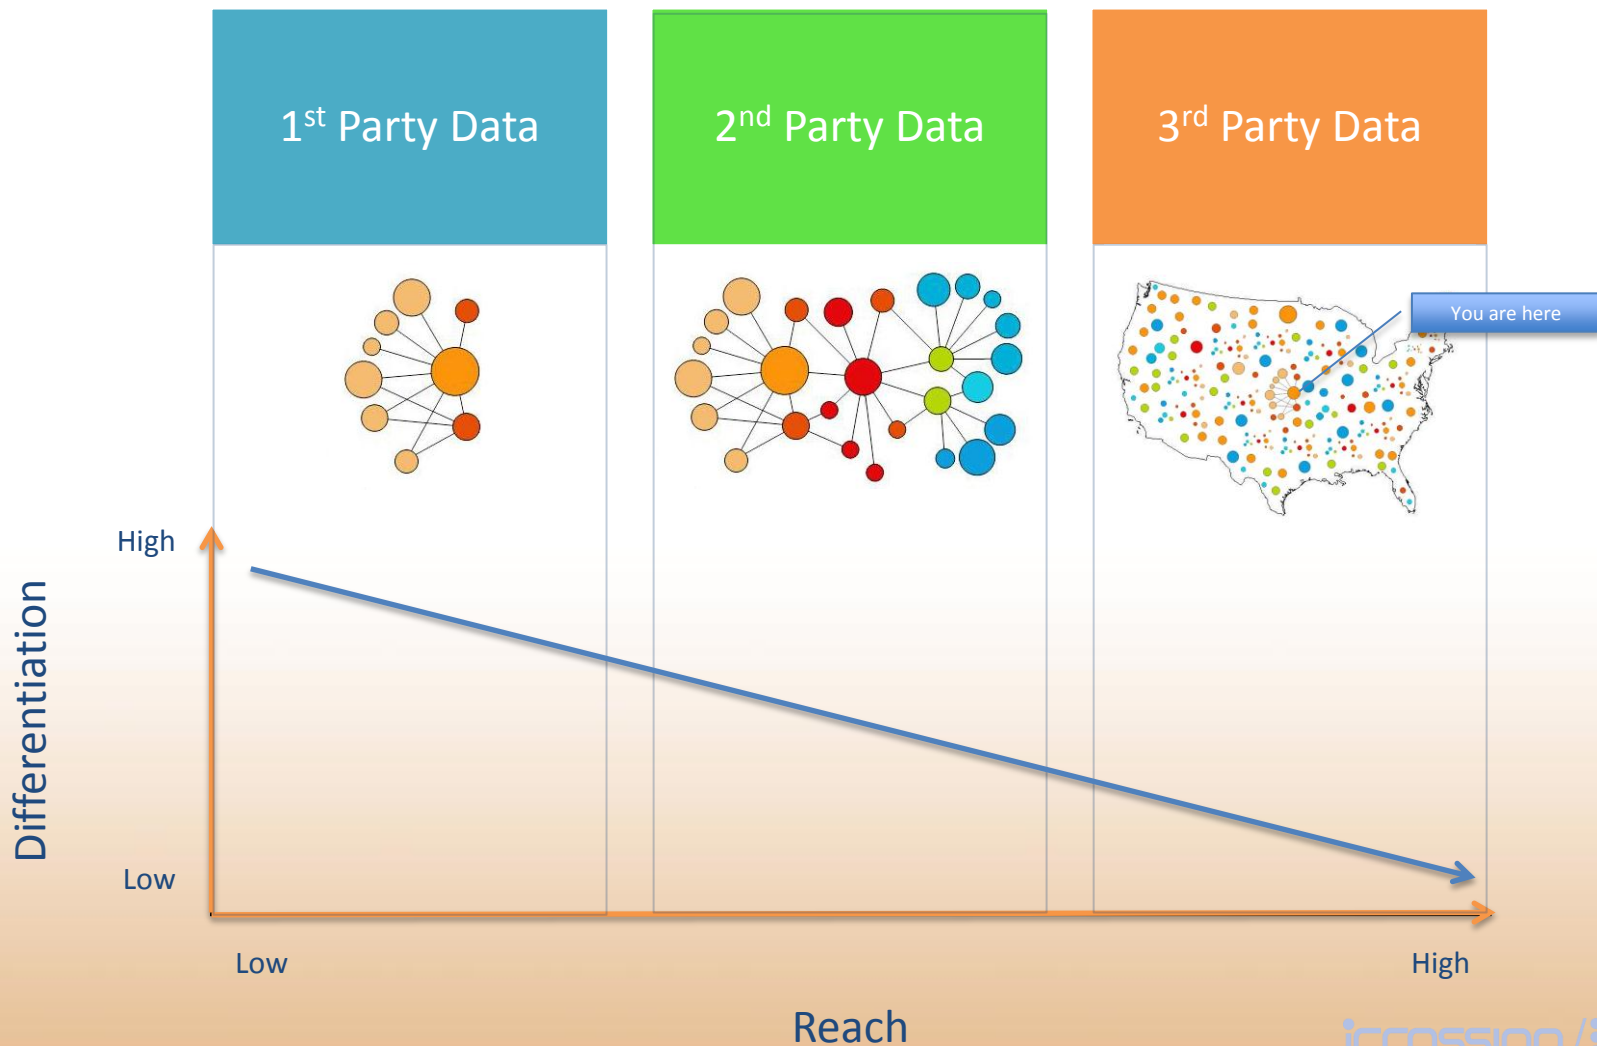 1st Party Data
2nd Party Data
3rd Party Data
You are here
High
Differentiation
Low
Low
High
Reach